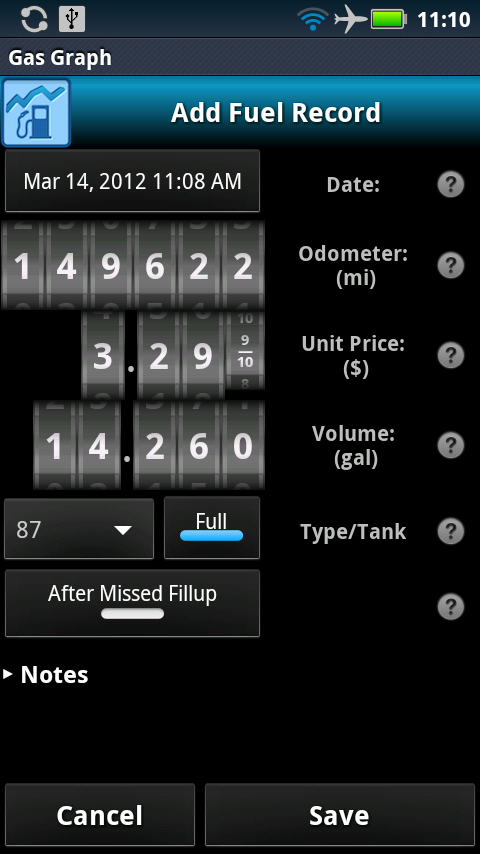 11:10
Gas Graph
Add Fuel Record
Mar 14, 2012 11:08 AM
Date:
?
1 4 9 6 2 2
Odometer:
(mi)
?
3 . 2 9 9/10
10
8
Unit Price:
($)
?
1 4 . 2 6 0
Volume:
(gal)
?
87
Full
Type/Tank
?
After Missed Fillup
?
Notes
Cancel
Save